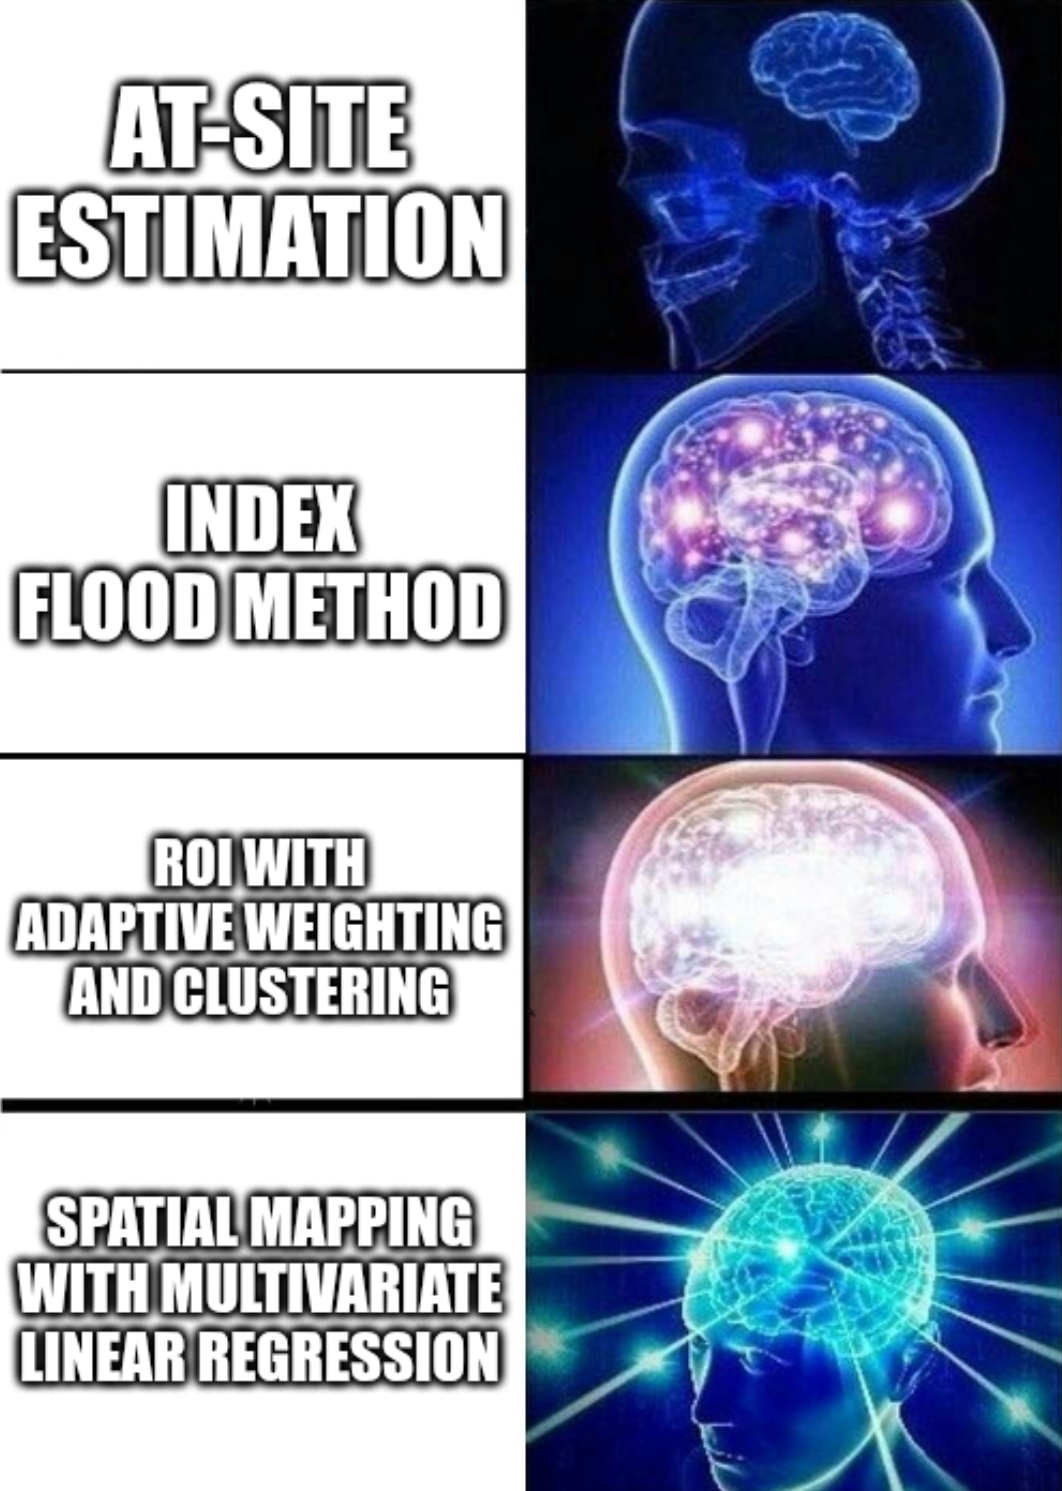 AT-SITE
ESTIMATION
INDEX
FLOOD METHOD
ROI WITH
ADAPTIVE WEIGHTING
AND CLUSTERING
SPATIAL MAPPING
WITH MULTIVARIATE
LINEAR REGRESSION